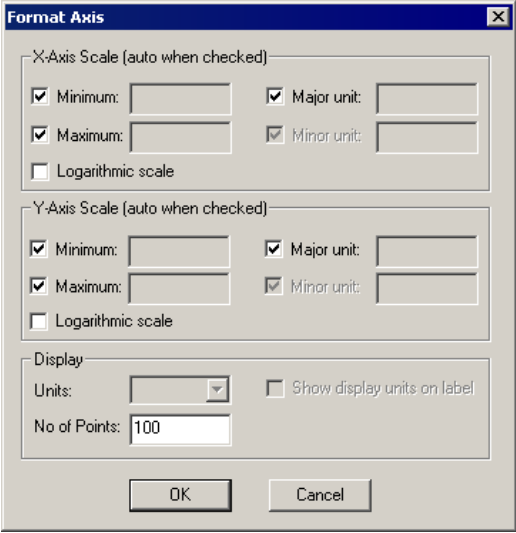 Format Axis
X-Axis Scale (auto when checked)
Minimum: Major unit:
Maximum: Minor unit:
Logarithmic scale
Y-Axis Scale (auto when checked)
Minimum: Major unit:
Maximum: Minor unit:
Logarithmic scale
Display
Units: Show display units on label
No of Points: 100
OK Cancel